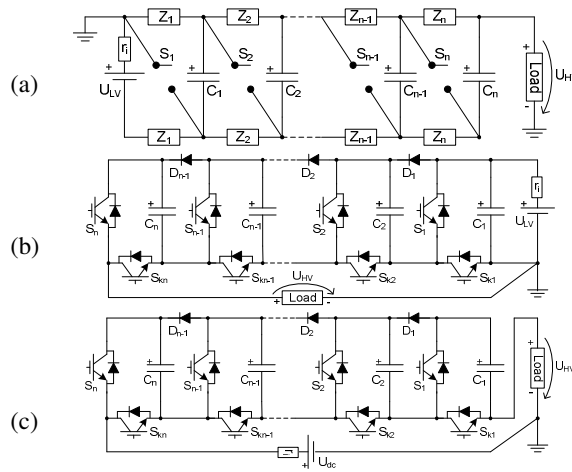 Z1 Z2 Zn-1 Zn
ri S1 S2 Sn-1 Sn
+ + + + + Load UH
ULV C1 C2 Cn-1 Cn -
(a)
Z1 Z2 Zn-1 Zn
Dn-1 D2 D1
+ + + + ri
Sn Cn Sn-1 Cn-1 S2 C2 S1 C1 + ULV
(b)
Skn Skn-1 Sk2 Sk1
UHV
+ Load -
Dn-1 D2 D1
+ + + + + Load UHV
Sn Cn Sn-1 Cn-1 S2 C2 S1 C1 -
(c)
Skn Skn-1 Sk2 Sk1
+
Udc